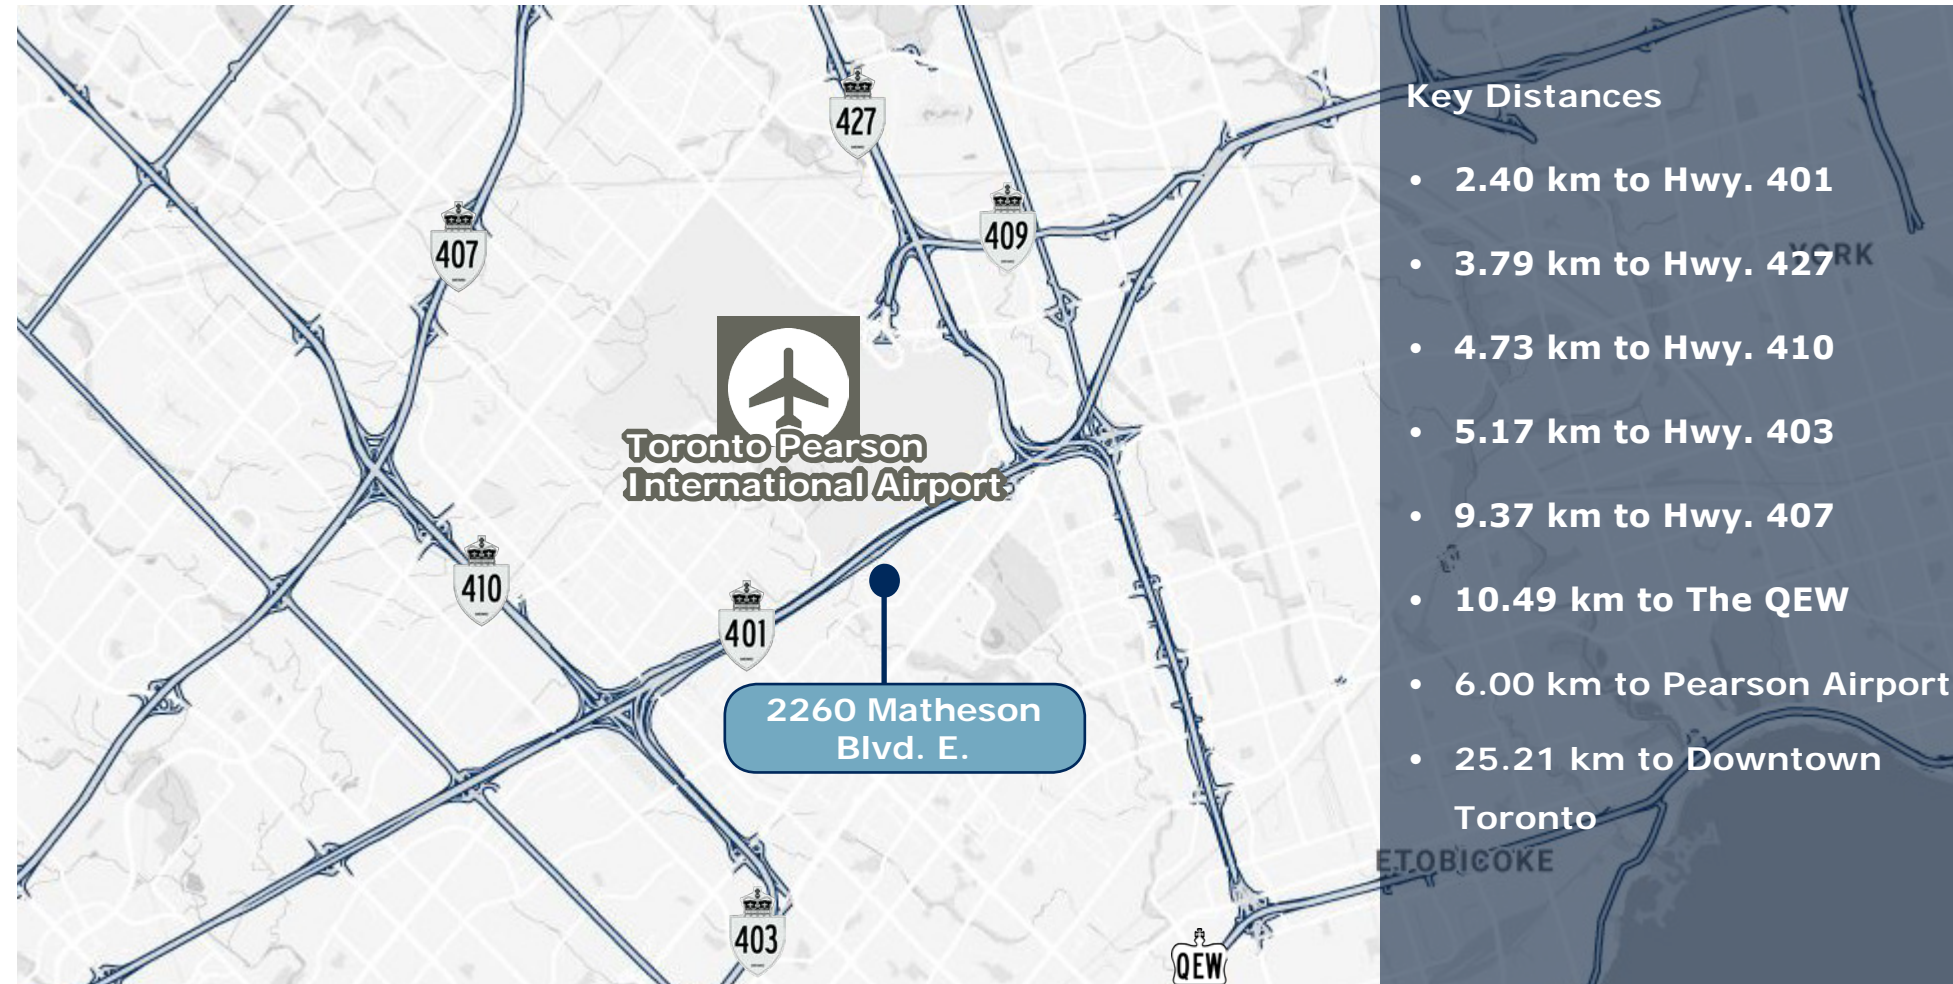 427
409
407
Toronto Pearson
International Airport
410
401
2260 Matheson
Blvd. E.
403
QEW
Key Distances
• 2.40 km to Hwy. 401
• 3.79 km to Hwy. 427
YORK
• 4.73 km to Hwy. 410
• 5.17 km to Hwy. 403
• 9.37 km to Hwy. 407
• 10.49 km to The QEW
• 6.00 km to Pearson Airport
• 25.21 km to Downtown
Toronto
ETOBICOKE